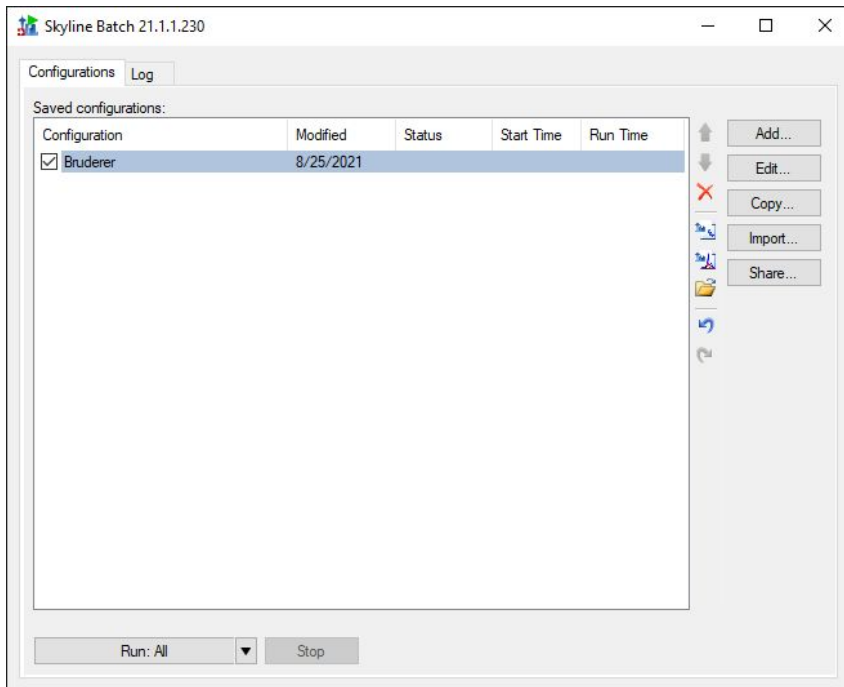 Skyline Batch 21.1.1.230
Configurations Log
Saved configurations:
Configuration Modified Status Start Time Run Time
Bruderer 8/25/2021
Add...
Edit...
Copy...
Import...
Share...
Run: All Stop